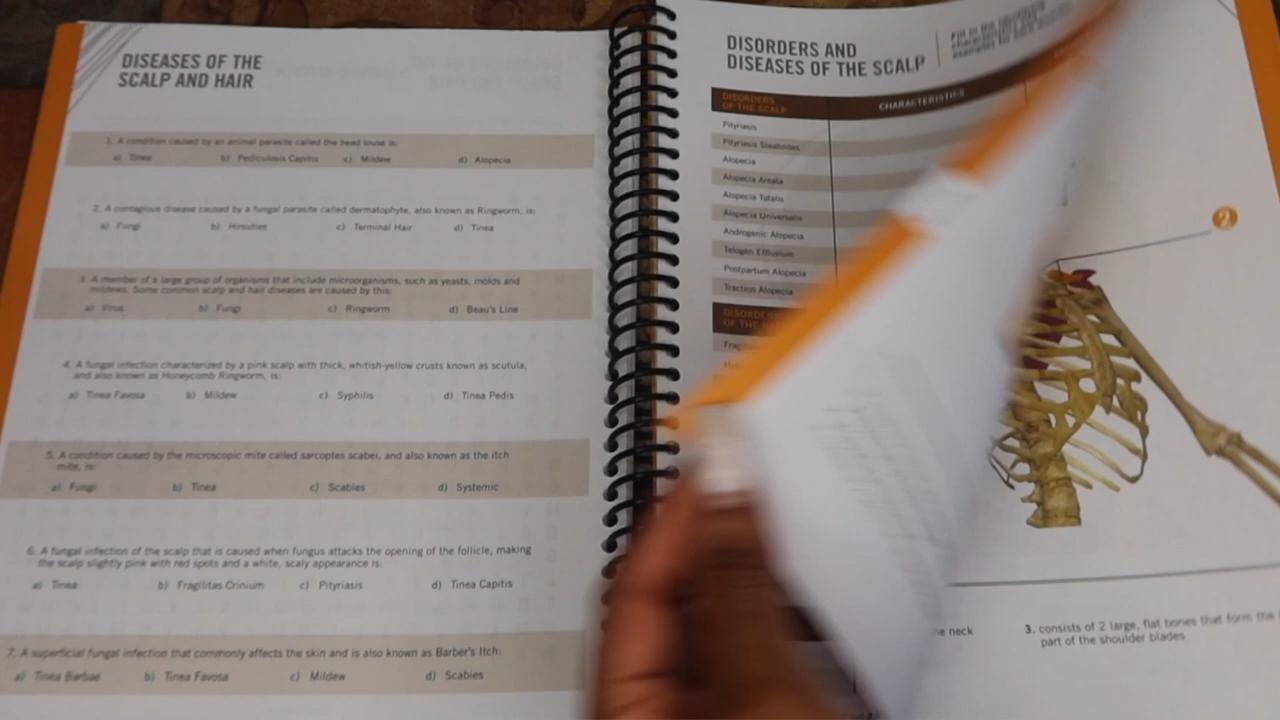 DISEASES OF THE
SCALP AND HAIR
1. A condition caused by an animal parasite called the head louse is:
a) Tinea b) Pediculosis Capitis c) Mildew d) Alopecia
2. A contagious disease caused by a fungal parasite called dermatophyte, also known as Ringworm, is:
a) Fungi b) Hirsuties c) Terminal Hair d) Tinea
3. A member of a large group of organisms that include microorganisms, such as yeasts, molds and
mildews. Some common scalp and hair diseases are caused by this:
a) Virus b) Fungi c) Ringworm d) Beau's Line
4. A fungal infection characterized by a pink scalp with thick, whitish-yellow crusts known as scutula,
and also known as Honeycomb Ringworm, is:
a) Tinea Favosa b) Mildew c) Syphilis d) Tinea Pedis
5. A condition caused by the microscopic mite called sarcoptes scabei, and also known as the itch
mite, is:
a) Fungi b) Tinea c) Scabies d) Systemic
6. A fungal infection of the scalp that is caused when fungus attacks the opening of the follicle, making
the scalp slightly pink with red spots and a white, scaly appearance is:
a) Tinea b) Fragilitas Crinium c) Pityriasis d) Tinea Capitis
7. A superficial fungal infection that commonly affects the skin and is also known as Barber's Itch:
a) Tinea Barbae b) Tinea Favosa c) Mildew d) Scabies
DISORDERS AND
DISEASES OF THE SCALP
DISORDERS
OF THE SCALP
CHARACTERISTICS
Pityriasis
Pityriasis Steatoides
Alopecia
Alopecia Areata
Alopecia Totalis
Alopecia Universalis
Androgenic Alopecia
Telogen Effluvium
Postpartum Alopecia
Traction Alopecia
DISORDERS
OF THE
2
neck
3. consists of 2 large, flat bones that form the
part of the shoulder blades